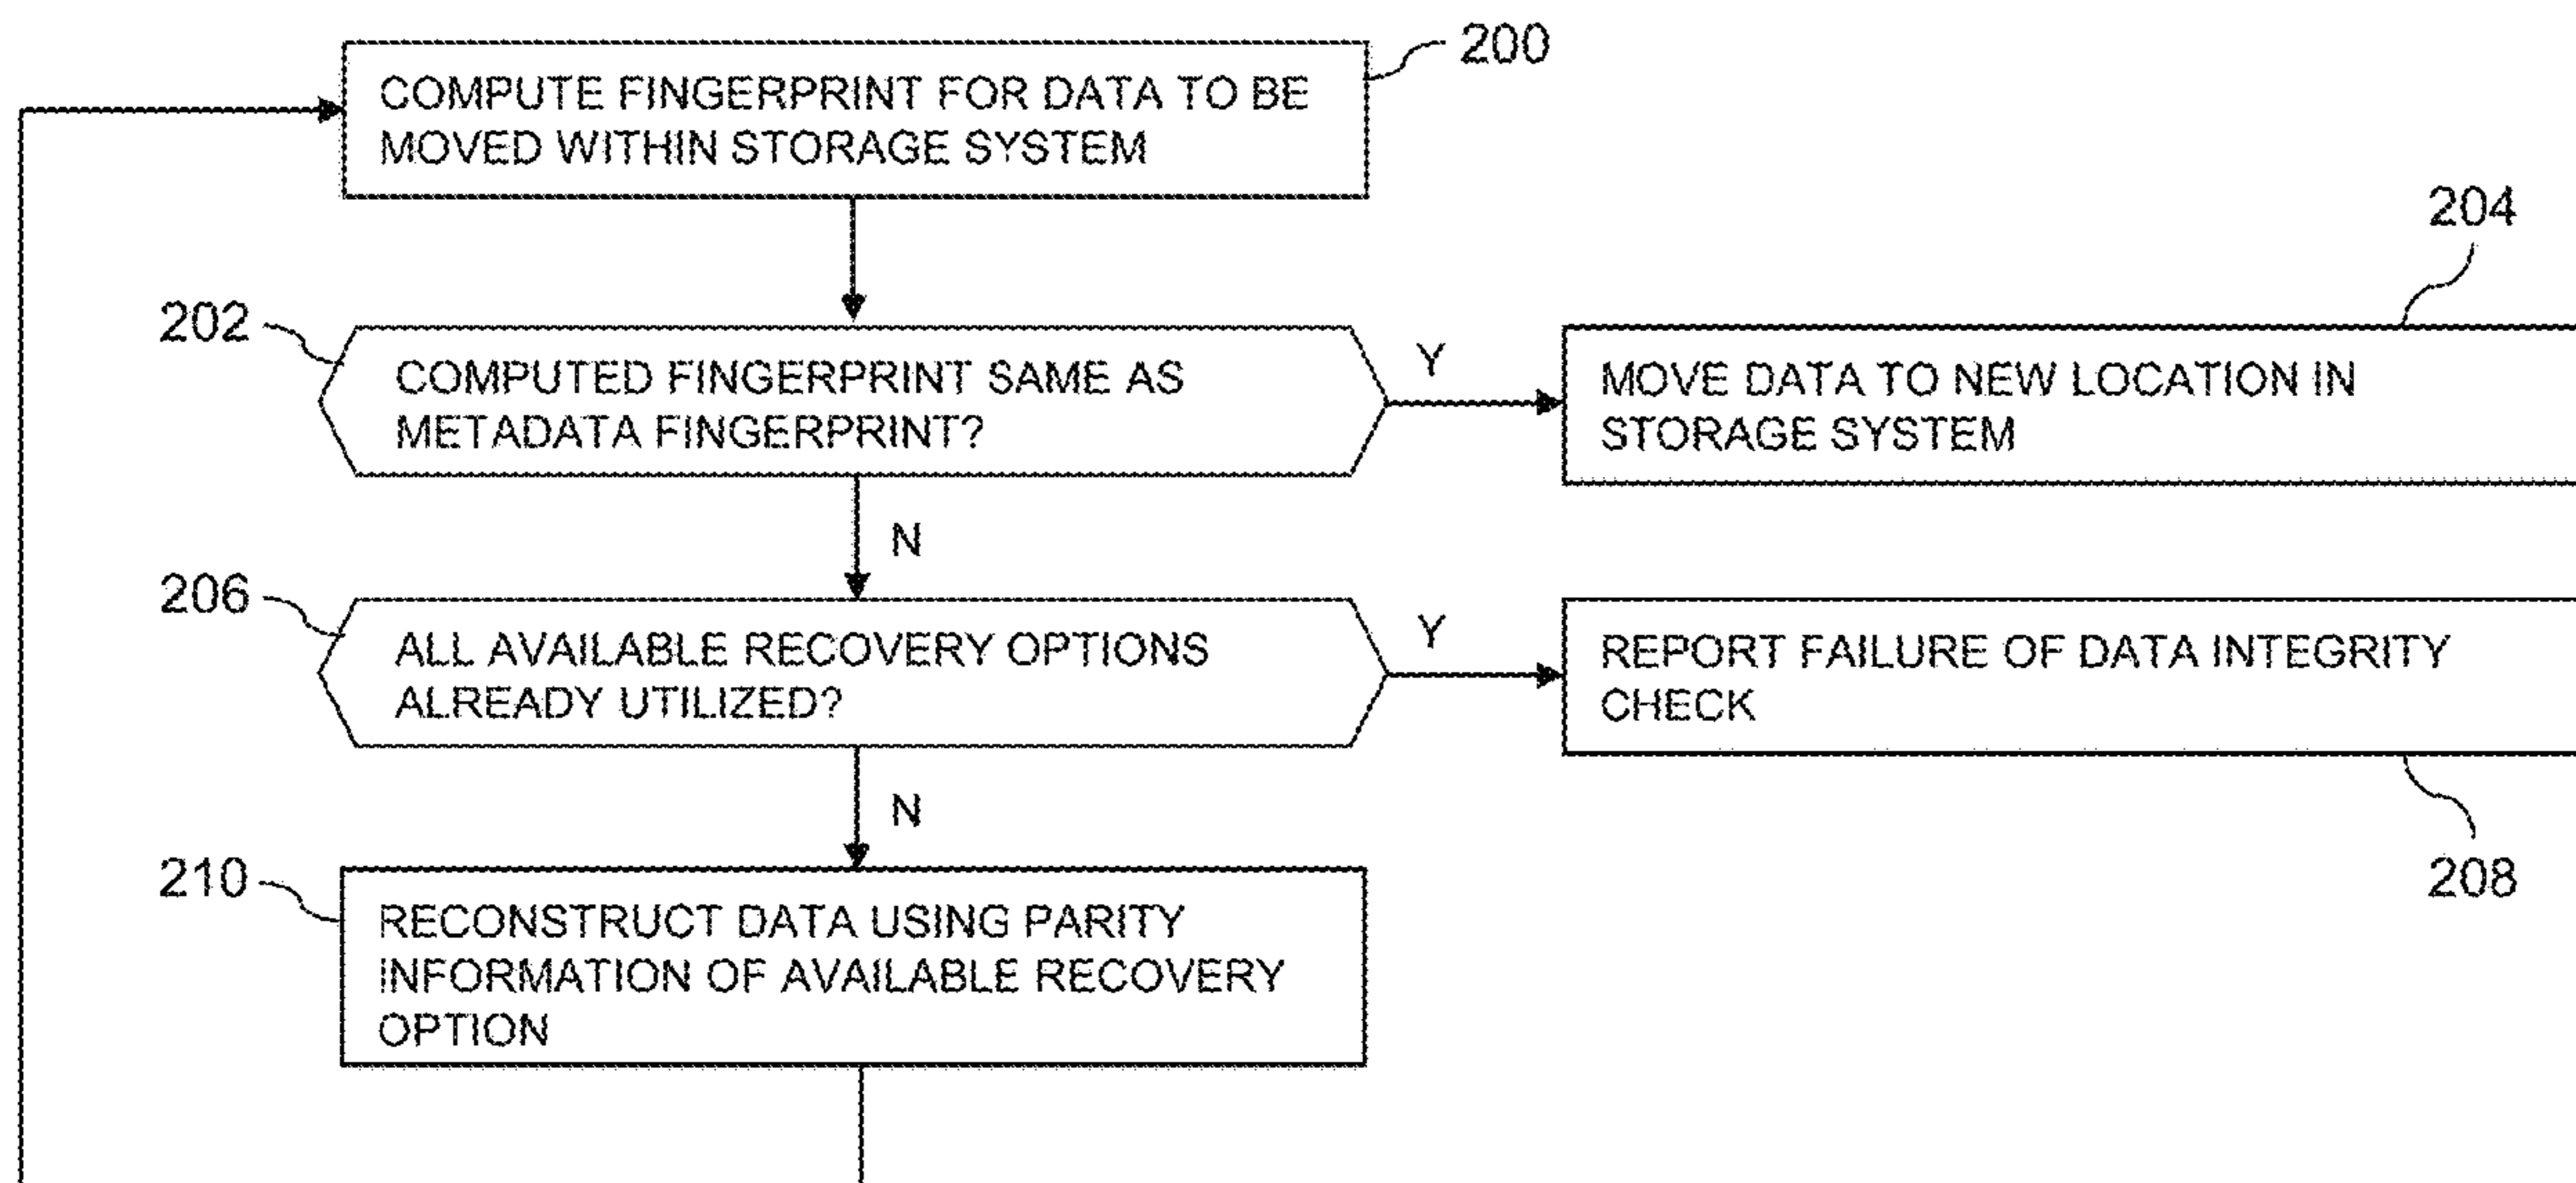 200
COMPUTE FINGERPRINT FOR DATA TO BE
MOVED WITHIN STORAGE SYSTEM
204
202
COMPUTED FINGERPRINT SAME AS
METADATA FINGERPRINT?
Y
MOVE DATA TO NEW LOCATION IN
STORAGE SYSTEM
N
206
ALL AVAILABLE RECOVERY OPTIONS
ALREADY UTILIZED?
Y
REPORT FAILURE OF DATA INTEGRITY
CHECK
N
208
210
RECONSTRUCT DATA USING PARITY
INFORMATION OF AVAILABLE RECOVERY
OPTION